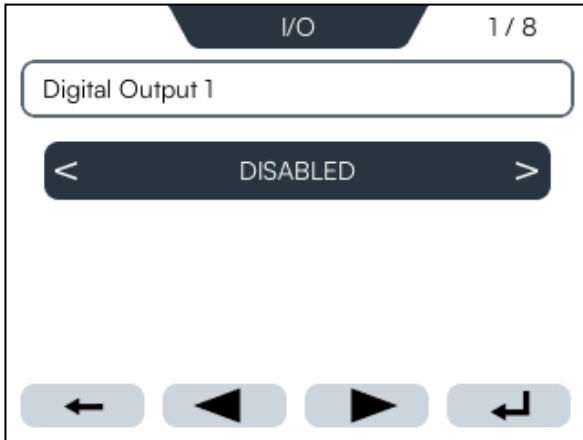 I/O 1 / 8
Digital Output 1
< DISABLED >